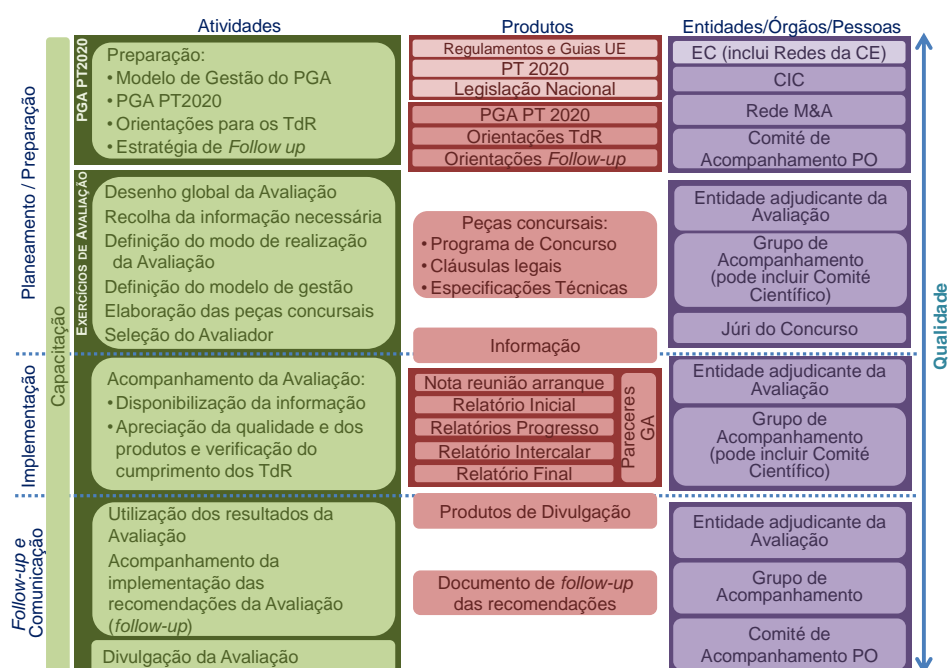 Atividades
Produtos
Entidades/Órgãos/Pessoas
Planeamento / Preparação
Capacitação
PGA PT2020
Preparação:
• Modelo de Gestão do PGA
• PGA PT2020
• Orientações para os TdR
• Estratégia de Follow up
Regulamentos e Guias UE
PT 2020
Legislação Nacional
PGA PT 2020
Orientações TdR
Orientações Follow-up
EC (inclui Redes da CE)
CIC
Rede M&A
Comité de
Acompanhamento PO
Qualidade
EXERCÍCIOS DE AVALIAÇÃO
Desenho global da Avaliação
Recolha da informação necessária
Definição do modo de realização
da Avaliação
Definição do modelo de gestão
Elaboração das peças concursais
Seleção do Avaliador
Peças concursais:
• Programa de Concurso
• Cláusulas legais
• Especificações Técnicas
Informação
Entidade adjudicante da
Avaliação
Grupo de
Acompanhamento
(pode incluir Comité
Científico)
Júri do Concurso
Implementação
Acompanhamento da Avaliação:
• Disponibilização da informação
• Apreciação da qualidade e dos
produtos e verificação do
cumprimento dos TdR
Nota reunião arranque
Relatório Inicial
Relatórios Progresso
Relatório Intercalar
Relatório Final
Pareceres
GA
Entidade adjudicante da
Avaliação
Grupo de
Acompanhamento
(pode incluir Comité
Científico)
Follow-up e
Comunicação
Utilização dos resultados da
Avaliação
Acompanhamento da
implementação das
recomendações da Avaliação
(follow-up)
Divulgação da Avaliação
Produtos de Divulgação
Documento de follow-up
das recomendações
Entidade adjudicante da
Avaliação
Grupo de
Acompanhamento
Comité de
Acompanhamento PO